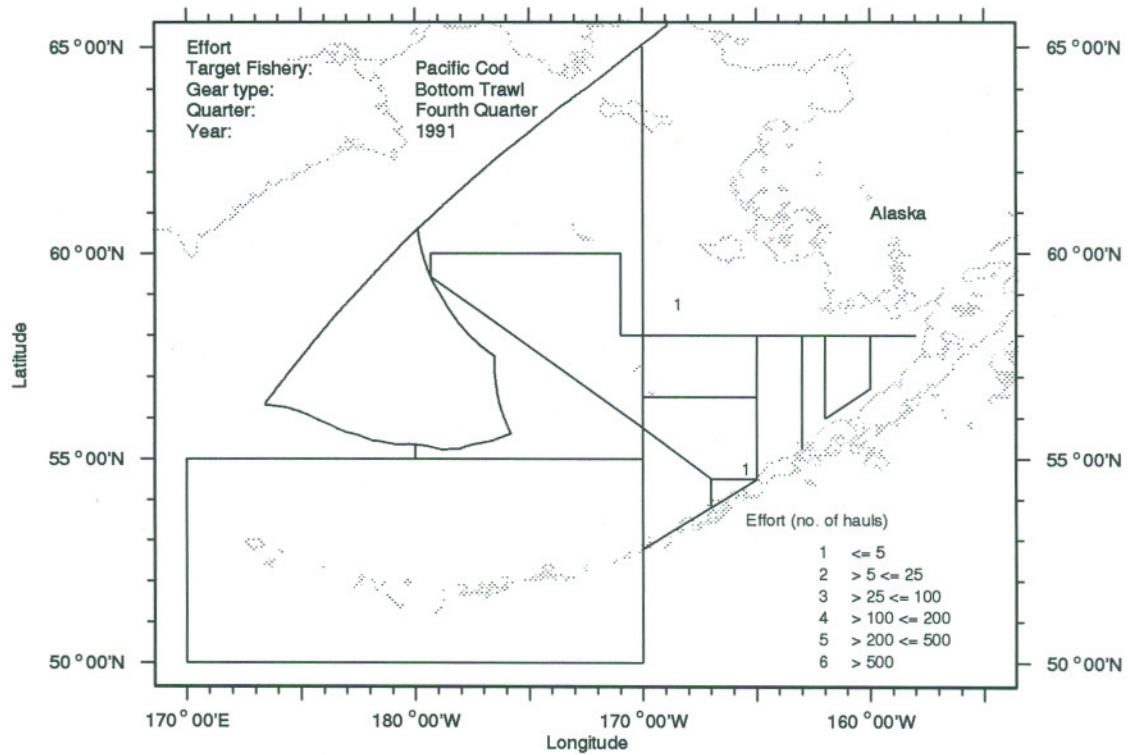 65°00'N 65°00'N
Effort
Target Fishery: Pacific Cod
Gear type: Bottom Trawl
Quarter: Fourth Quarter
Year: 1991
Alaska
60°00'N 60°00'N
1
Latitude
55°00'N 55°00'N
1
Effort (no. of hauls)
1 <= 5
2 > 5 <= 25
3 > 25 <= 100
4 > 100 <= 200
5 > 200 <= 500
6 > 500
50°00'N 50°00'N
170°00'E 180°00'W 170°00'W 160°00'W
Longitude